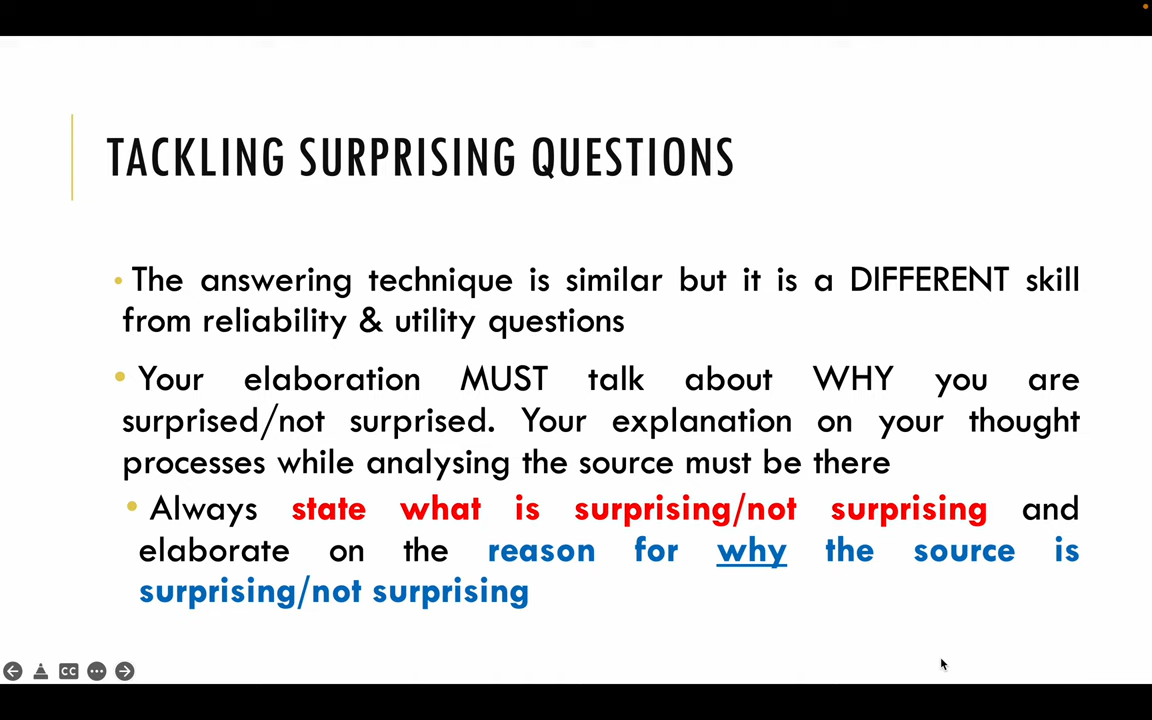 TACKLING SURPRISING QUESTIONS
• The answering technique is similar but it is a DIFFERENT skill
from reliability & utility questions
• Your elaboration MUST talk about WHY you are
surprised/not surprised. Your explanation on your thought
processes while analysing the source must be there
• Always state what is surprising/not surprising and
elaborate on the reason for why the source is
surprising/not surprising
CC